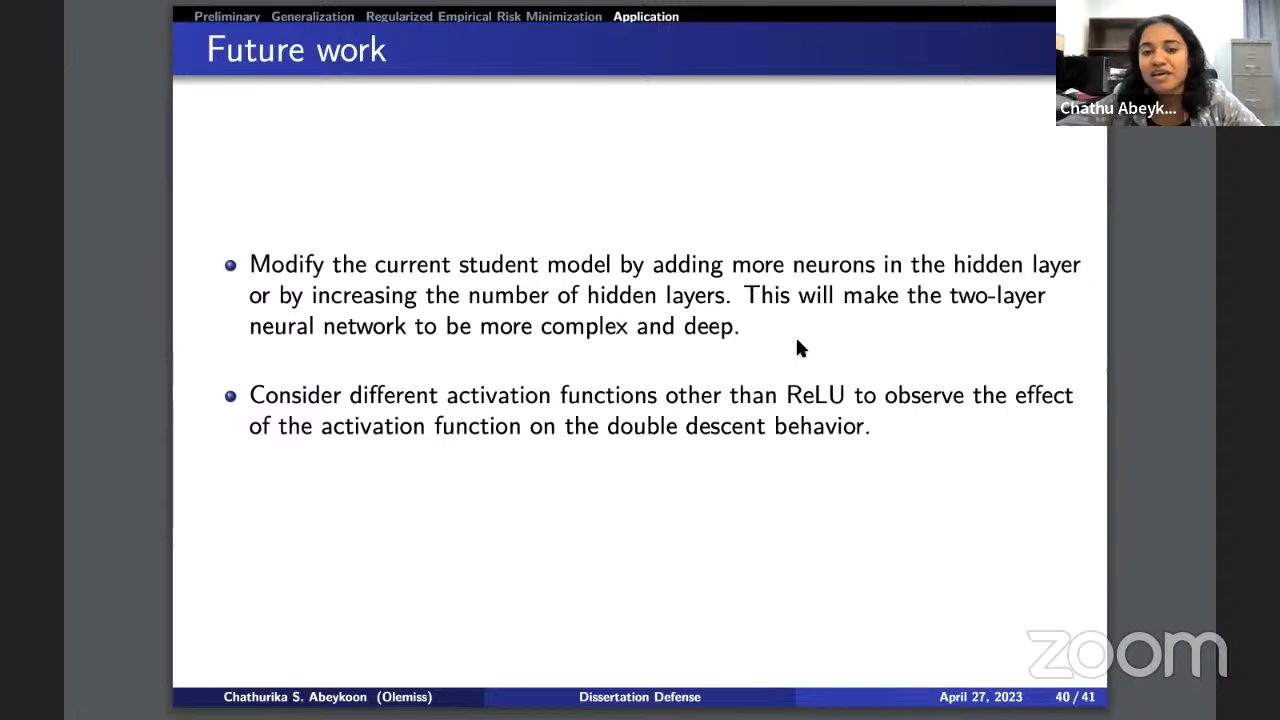 Preliminary Generalization Regularized Empirical Risk Minimization Application
Future work
Chathu Abeyk...
Modify the current student model by adding more neurons in the hidden layer
or by increasing the number of hidden layers. This will make the two-layer
neural network to be more complex and deep.
Consider different activation functions other than ReLU to observe the effect
of the activation function on the double descent behavior.
zoom
Chathurika S. Abeykoon (Olemiss) Dissertation Defense April 27, 2023 40 / 41